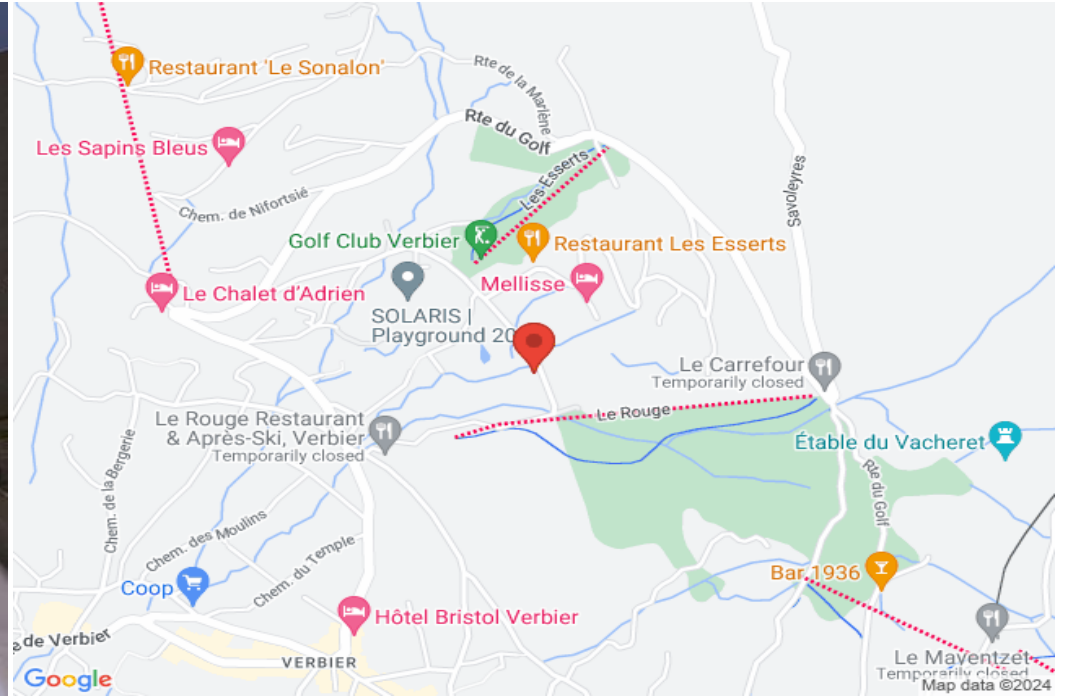 Restaurant 'Le Sonalon'
Rte de la Marlène
Rte du Golf
Les Sapins Bleus
Les-Esserts
Savoleyres
Chem. de Nifortsié
Golf Club Verbier
Restaurant Les Esserts
Mellisse
Le Chalet d'Adrien
SOLARIS |
Playground 20
Le Carrefour
Temporarily closed
Le Rouge
Le Rouge Restaurant
& Après-Ski, Verbier
Temporarily closed
Étable du Vacheret
Chem. de la Bergerie
Rte du Golf
Chem. des Moulins
Chem. du Temple
Coop
Bar 1936
Hôtel Bristol Verbier
de Verbier
VERBIER
Le Mayentzet
Temporarily closed
Google
Map data ©2024